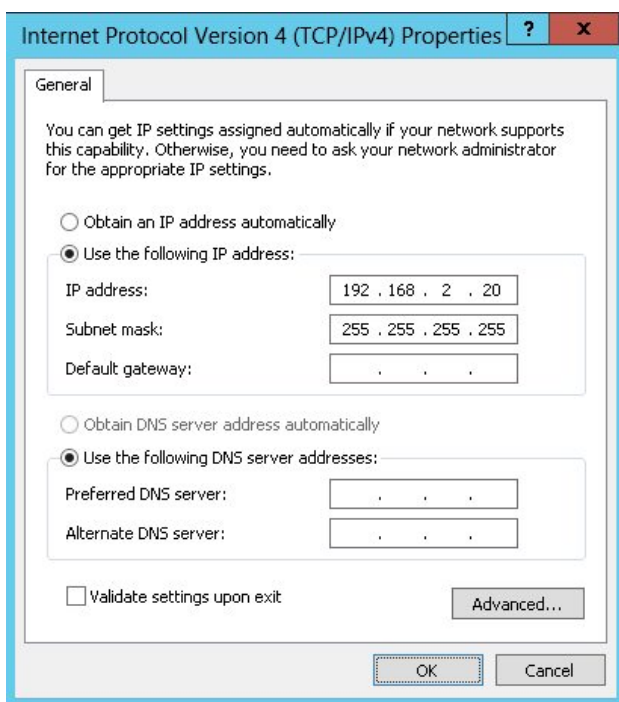 Internet Protocol Version 4 (TCP/IPv4) Properties ? x
General
You can get IP settings assigned automatically if your network supports
this capability. Otherwise, you need to ask your network administrator
for the appropriate IP settings.
Obtain an IP address automatically
Use the following IP address:
IP address: 192 . 168 . 2 . 20
Subnet mask: 255 . 255 . 255 . 255
Default gateway: . . .
Obtain DNS server address automatically
Use the following DNS server addresses:
Preferred DNS server: . . .
Alternate DNS server: . . .
Validate settings upon exit
Advanced...
OK Cancel